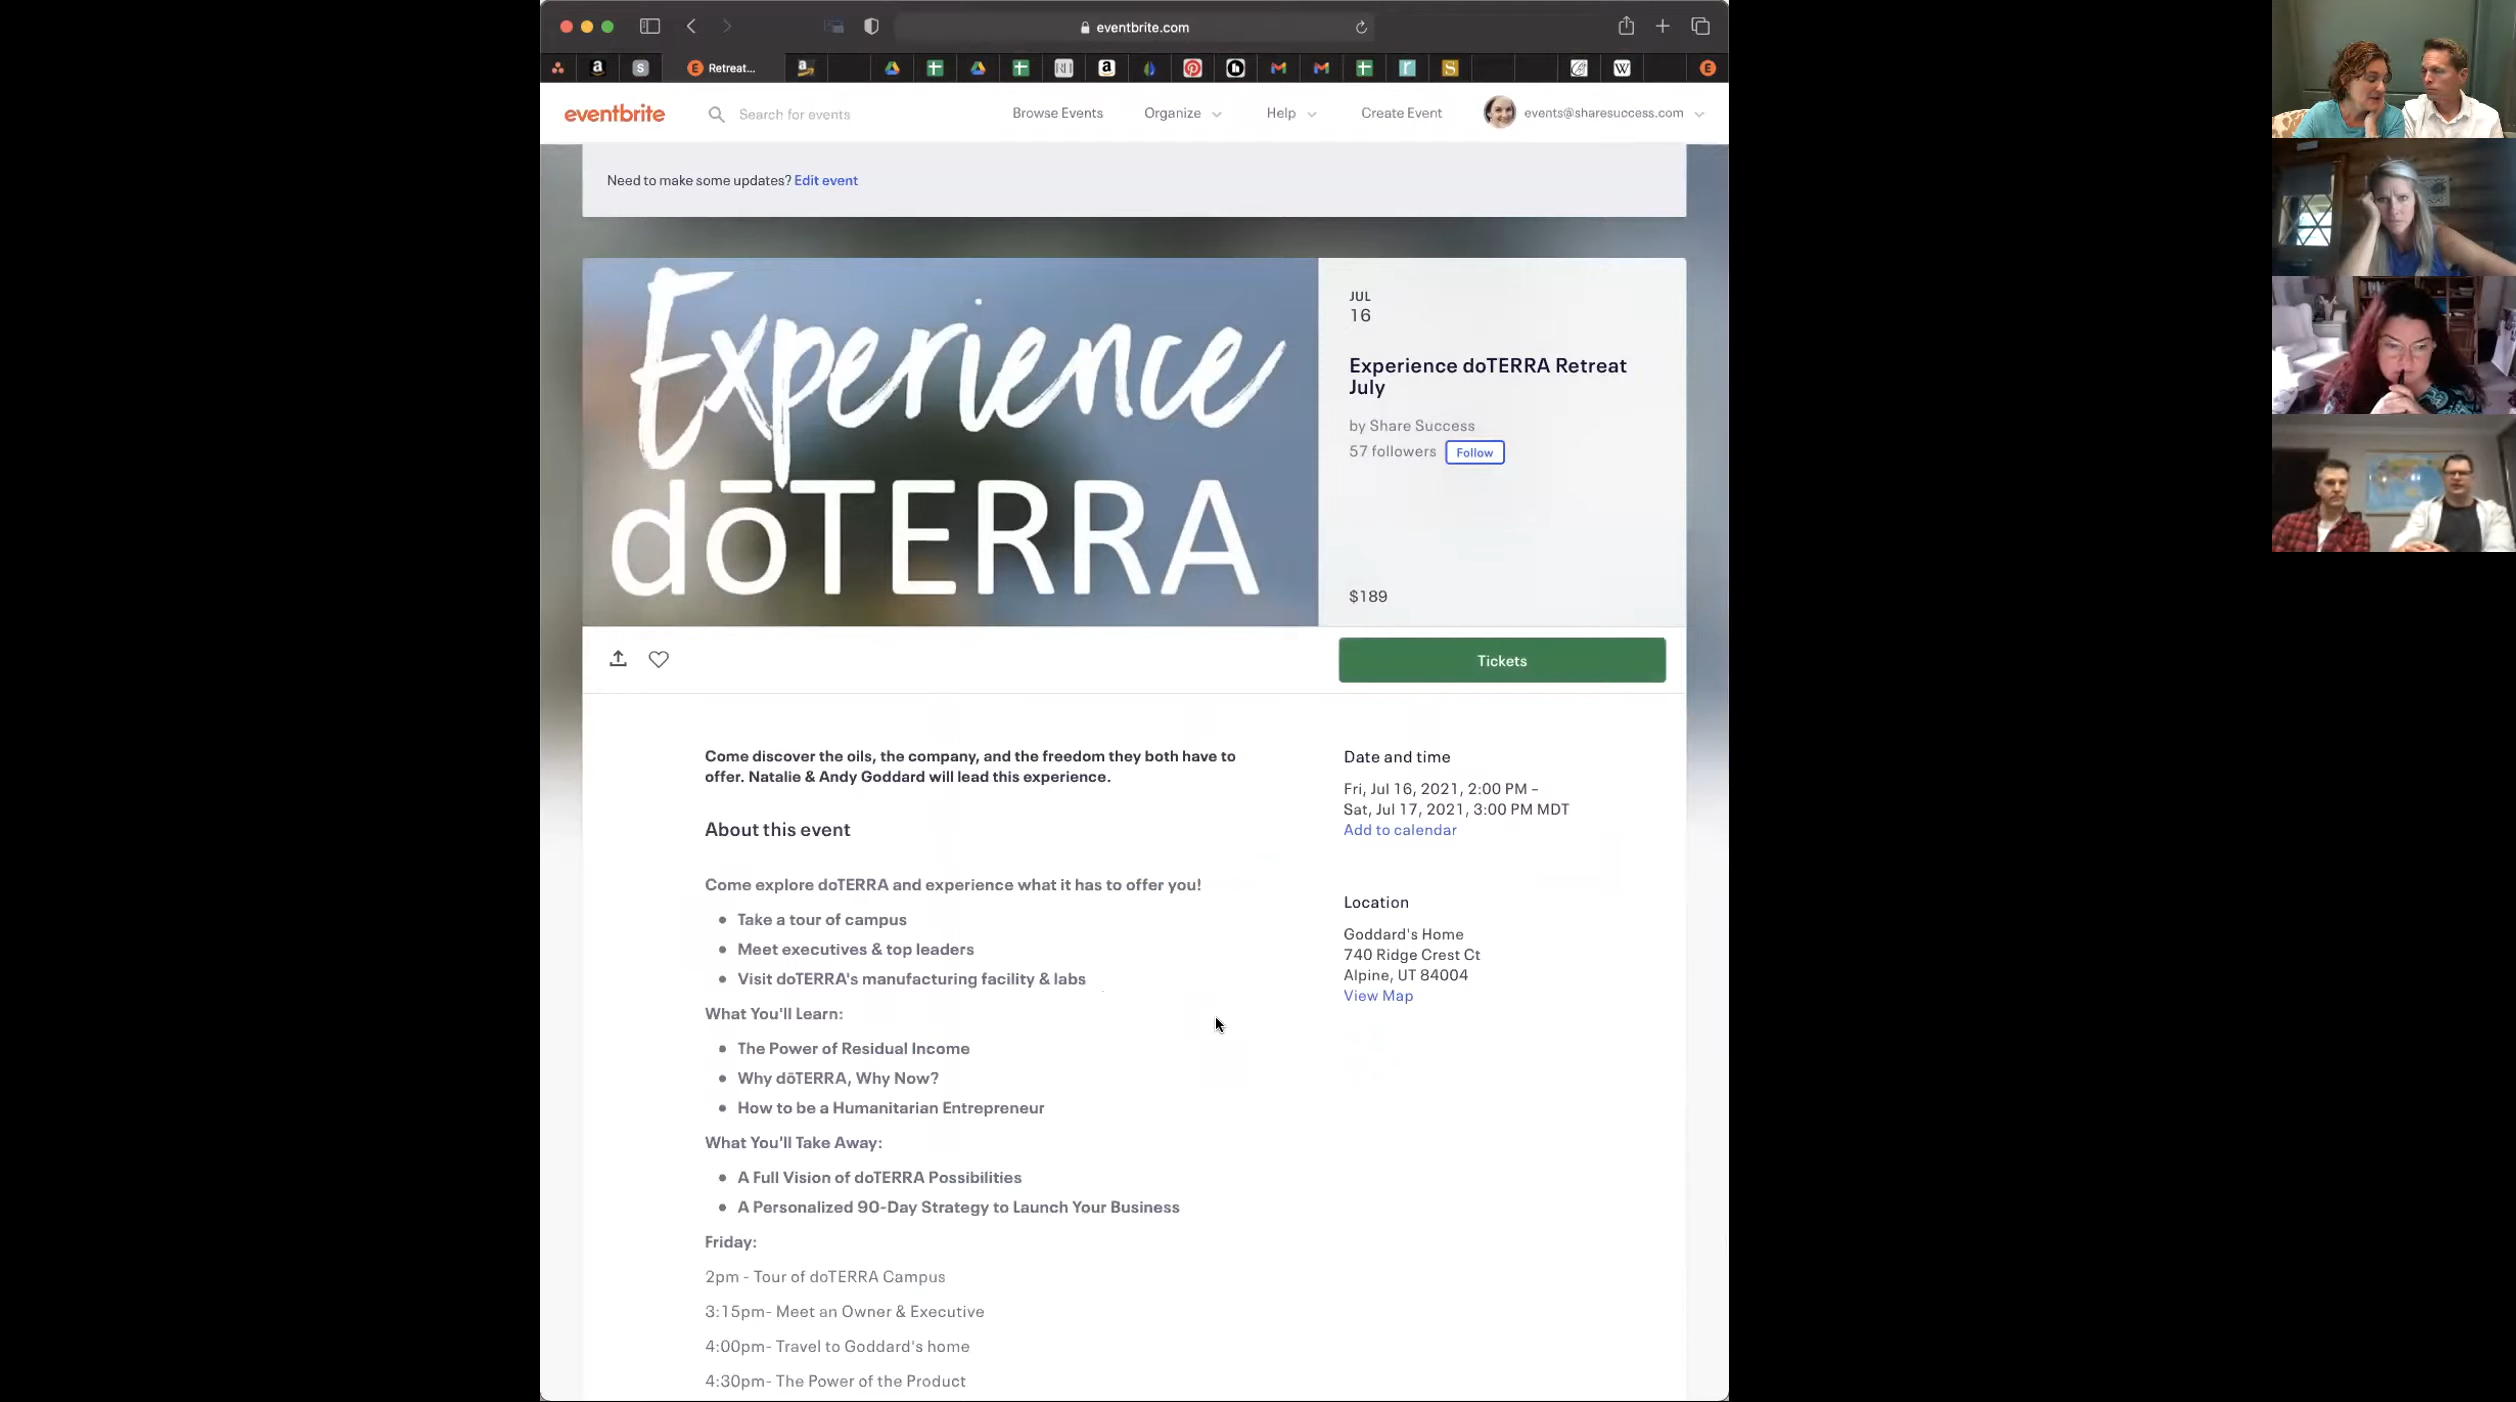 eventbrite.com
Retreat...
eventbrite
Search for events
Browse Events
Organize
Help
Create Event
events@sharesuccess.com
Need to make some updates? Edit event
Experience
dōTERRA
JUL
16
Experience doTERRA Retreat
July
by Share Success
57 followers
Follow
$189
Tickets
Come discover the oils, the company, and the freedom they both have to
offer. Natalie & Andy Goddard will lead this experience.
About this event
Come explore doTERRA and experience what it has to offer you!
• Take a tour of campus
• Meet executives & top leaders
• Visit doTERRA's manufacturing facility & labs
What You'll Learn:
• The Power of Residual Income
• Why dōTERRA, Why Now?
• How to be a Humanitarian Entrepreneur
What You'll Take Away:
• A Full Vision of doTERRA Possibilities
• A Personalized 90-Day Strategy to Launch Your Business
Friday:
2pm - Tour of doTERRA Campus
3:15pm- Meet an Owner & Executive
4:00pm- Travel to Goddard's home
4:30pm- The Power of the Product
Date and time
Fri, Jul 16, 2021, 2:00 PM –
Sat, Jul 17, 2021, 3:00 PM MDT
Add to calendar
Location
Goddard's Home
740 Ridge Crest Ct
Alpine, UT 84004
View Map